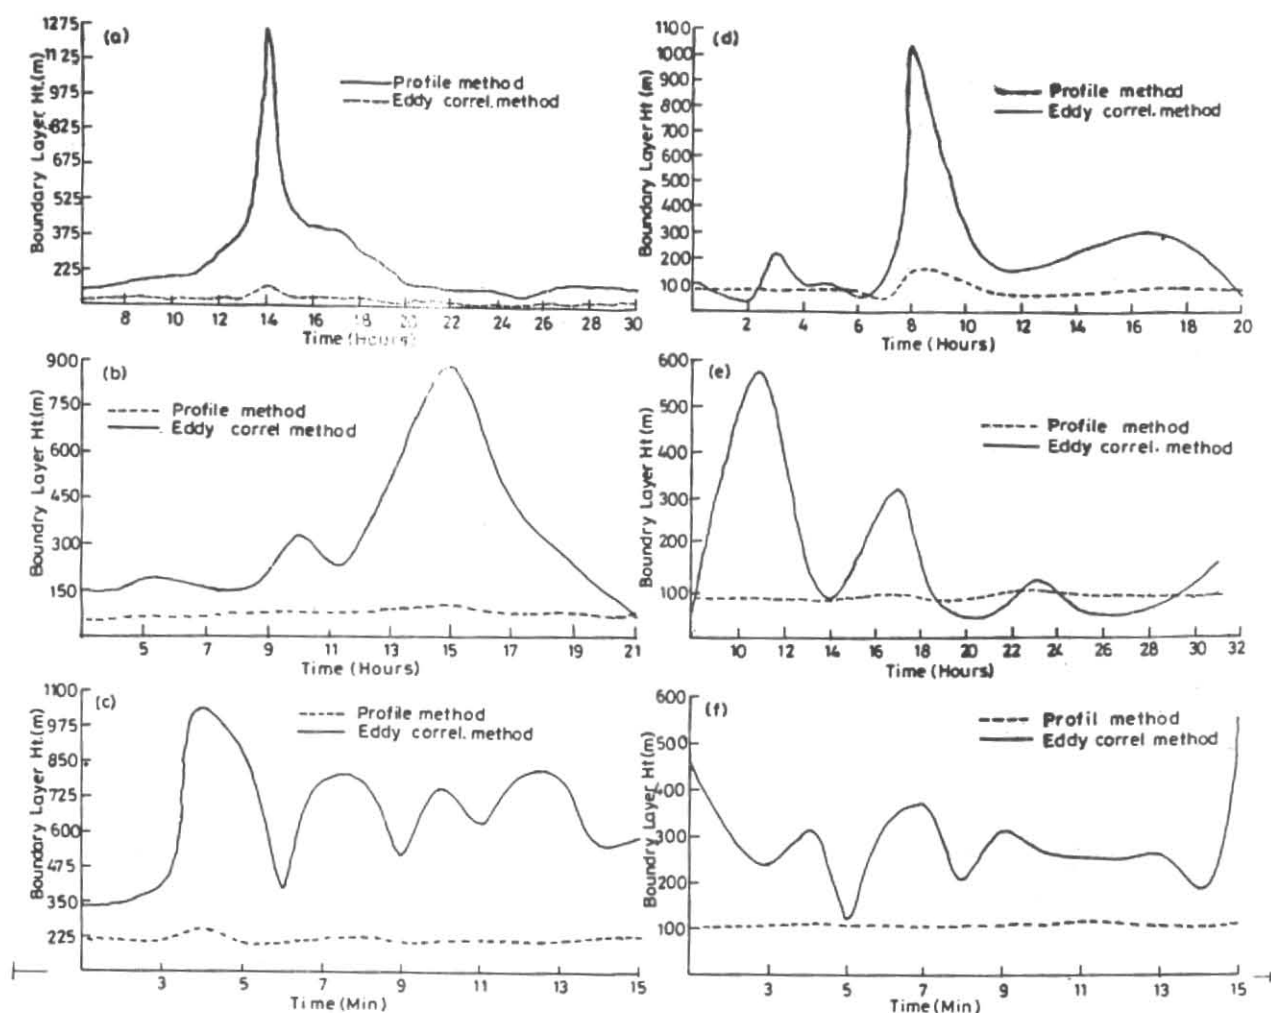 (a)
1275
1125
975
825
675
525
375
225
Boundary Layer Ht.(m)
Profile method
Eddy correl. method
8 10 12 14 16 18 20 22 24 26 28 30
Time (Hours)
(d)
1100
1000
900
800
700
600
500
400
300
200
100
Boundary Layer Ht (m)
Profile method
Eddy correl. method
2 4 6 8 10 12 14 16 18 20
Time (Hours)
(b)
900
750
600
450
300
150
Boundry Layer Ht.(m)
Profile method
Eddy correl method
5 7 9 11 13 15 17 19 21
Time (Hours)
(e)
600
500
400
300
200
100
Boundry Layer Ht (m)
Profile method
Eddy correl. method
10 12 14 16 18 20 22 24 26 28 30 32
Time (Hours)
(c)
1100
975
850
725
600
475
350
225
Boundary Layer Ht.(m)
Profile method
Eddy correl. method
3 5 7 9 11 13 15
Time (Min)
(f)
600
500
400
300
200
100
Boundry Layer Ht (m)
Profil method
Eddy correl method
3 5 7 9 11 13 15
Time (Min)